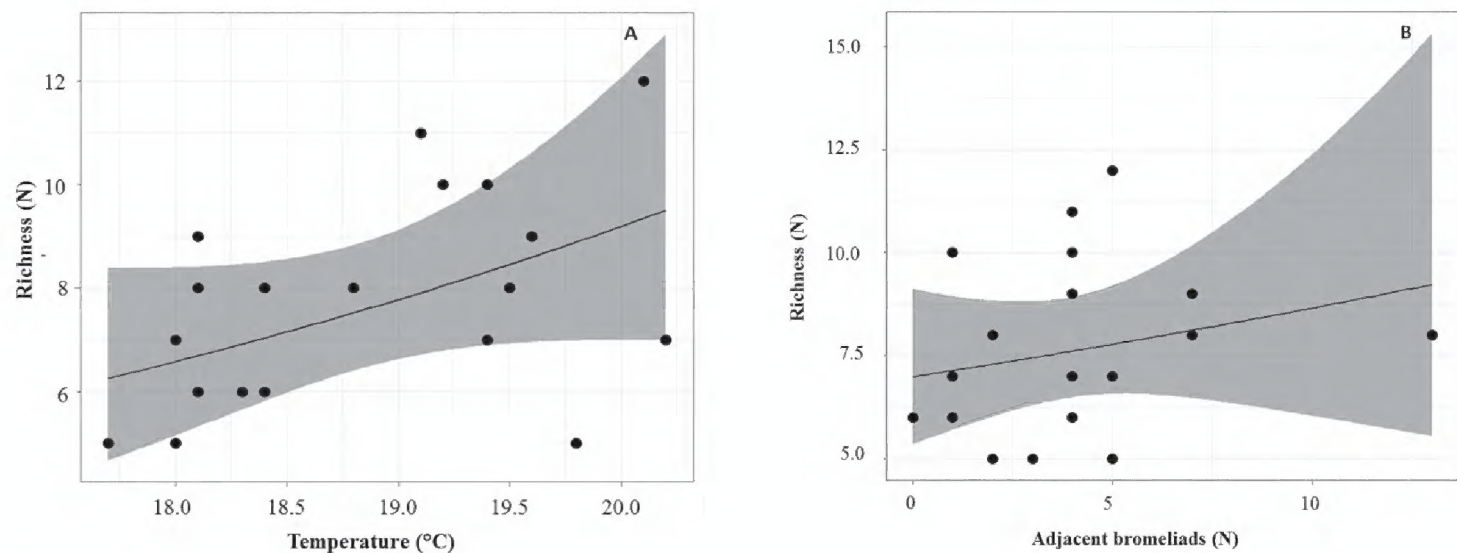 A
12
10
8
6
Richness (N)
18.0 18.5 19.0 19.5 20.0
Temperature (°C)
B
15.0
12.5
10.0
7.5
5.0
Richness (N)
0 5 10
Adjacent bromeliads (N)